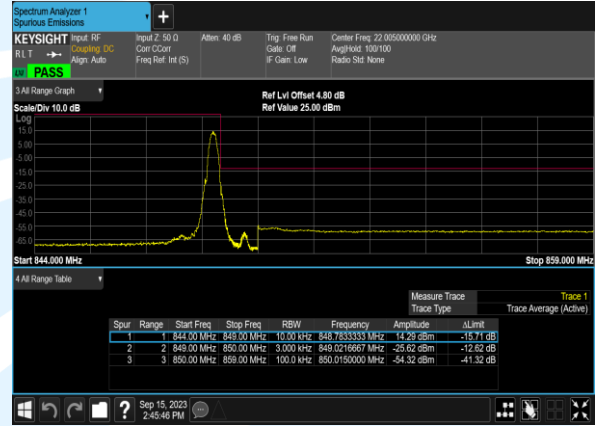 Spectrum Analyzer 1
Spurious Emissions
+
KEYSIGHT Input: RF Input Z: 50 Ω Atten: 40 dB Trig: Free Run Center Freq: 22.005000000 GHz
RLT Coupling: DC Corr CCorr Gate: Off Avg|Hold: 100/100
Align: Auto Freq Ref: Int (S) IF Gain: Low Radio Std: None
PASS
3 All Range Graph
Ref Lvl Offset 4.80 dB
Scale/Div 10.0 dB Ref Value 25.00 dBm
Log
15.0
5.00
-5.00
-15.0
-25.0
-35.0
-45.0
-55.0
-65.0
Start 844.000 MHz Stop 859.000 MHz
4 All Range Table
Measure Trace Trace 1
Trace Type Trace Average (Active)
Spur Range Start Freq Stop Freq RBW Frequency Amplitude ΔLimit
1 1 844.00 MHz 849.00 MHz 10.00 kHz 848.7833333 MHz 14.29 dBm -15.71 dB
2 2 849.00 MHz 850.00 MHz 3.000 kHz 849.0216667 MHz -25.62 dBm -12.62 dB
3 3 850.00 MHz 859.00 MHz 100.0 kHz 850.0150000 MHz -54.32 dBm -41.32 dB
? Sep 15, 2023
2:45:46 PM